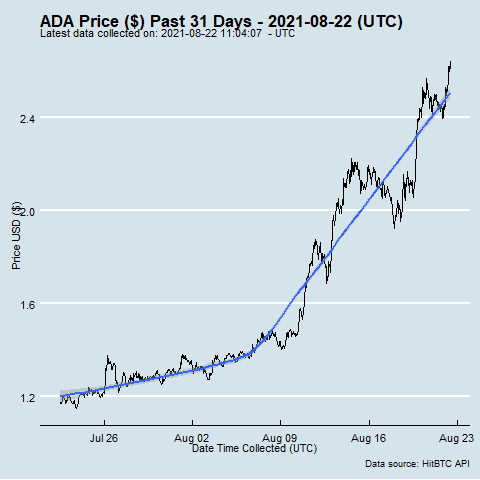 ADA Price ($) Past 31 Days - 2021-08-22 (UTC)
Latest data collected on: 2021-08-22 11:04:07 - UTC
Price USD ($)
2.4
2.0
1.6
1.2
Jul 26 Aug 02 Aug 09 Aug 16 Aug 23
Date Time Collected (UTC)
Data source: HitBTC API